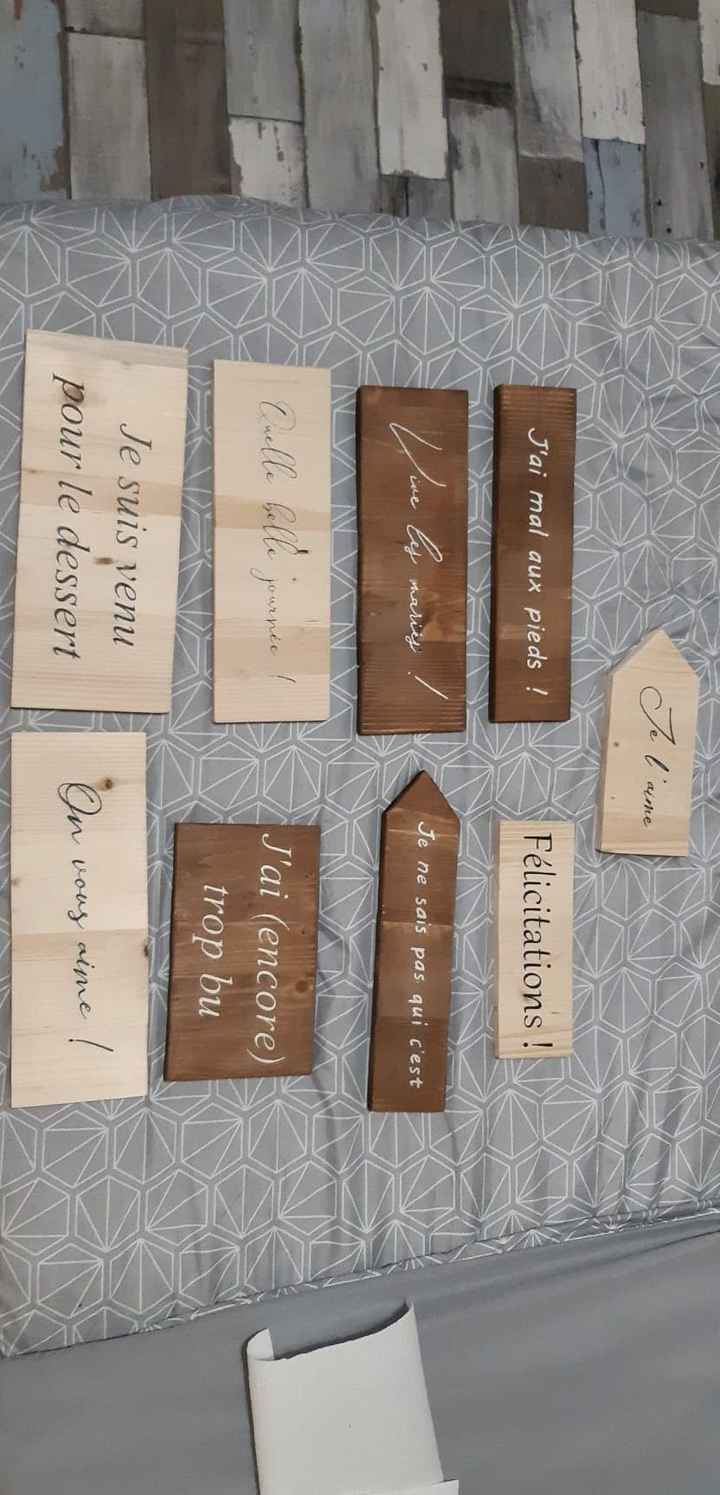 Je l'aime
J'ai mal aux pieds !
Félicitations !
Vive les mariés !
Je ne sais pas qui c'est
Quelle belle journée !
J'ai (encore)
trop bu
Je suis venu
pour le dessert
On vous aime !